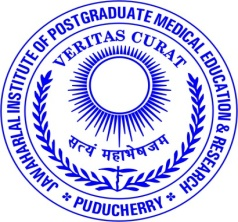 JAWAHARLAL INSTITUTE OF POSTGRADUATE MEDICAL EDUCATION & RESEARCH
VERITAS CURAT
सत्यं महाभेषजम
PUDUCHERRY